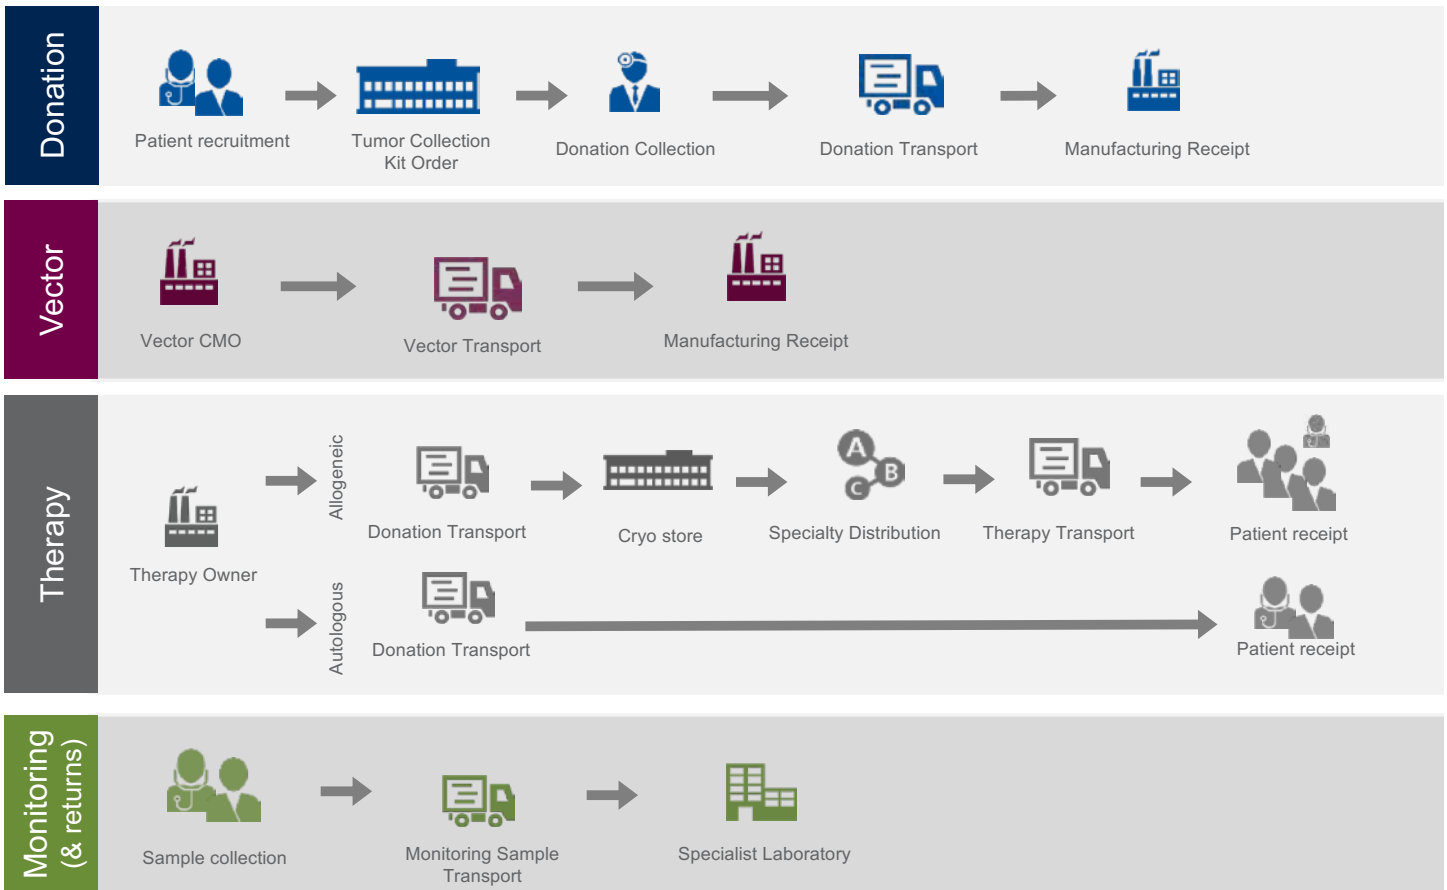 Donation
Patient recruitment
Tumor Collection
Kit Order
Donation Collection
Donation Transport
Manufacturing Receipt
Vector
Vector CMO
Vector Transport
Manufacturing Receipt
Therapy
Therapy Owner
Allogeneic
Donation Transport
Cryo store
A
B
C
Specialty Distribution
Therapy Transport
Patient receipt
Autologous
Donation Transport
Patient receipt
Monitoring
(& returns)
Sample collection
Monitoring Sample
Transport
Specialist Laboratory